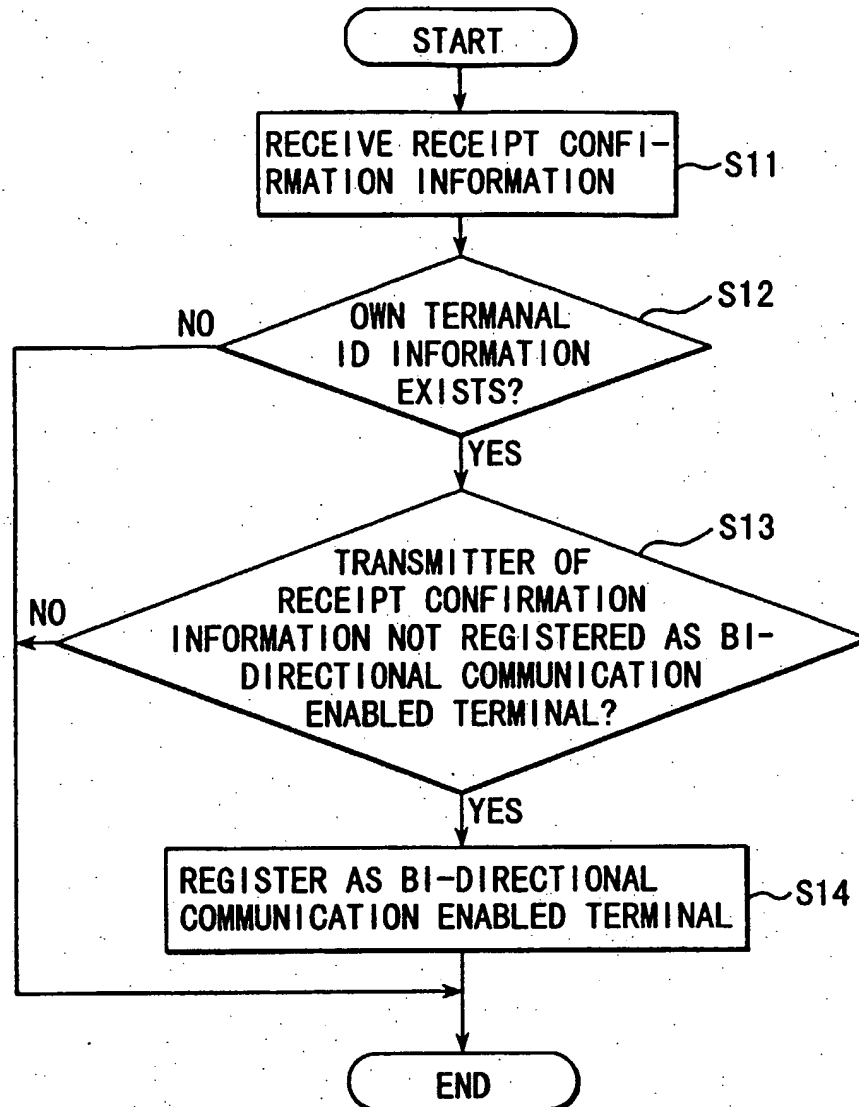 START
RECEIVE RECEIPT CONFI-
RMATION INFORMATION
S11
S12
NO
OWN TERMANAL
ID INFORMATION
EXISTS?
YES
S13
TRANSMITTER OF
RECEIPT CONFIRMATION
INFORMATION NOT REGISTERED AS BI-
DIRECTIONAL COMMUNICATION
ENABLED TERMINAL?
NO
YES
REGISTER AS BI-DIRECTIONAL
COMMUNICATION ENABLED TERMINAL
S14
END